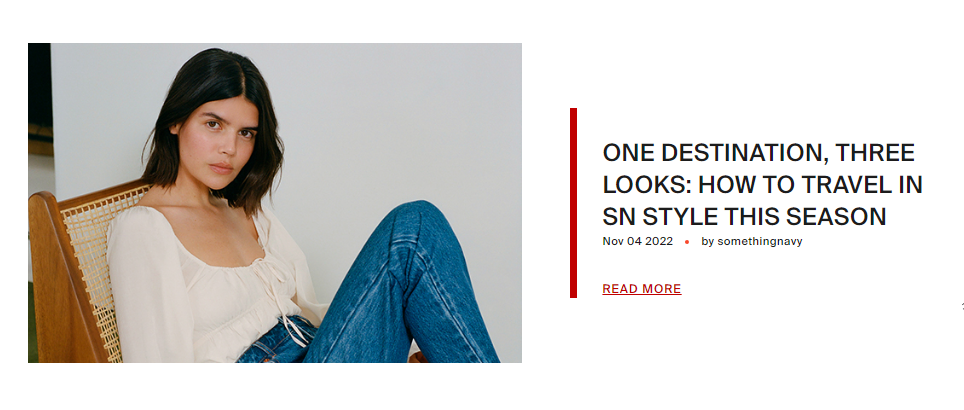 ONE DESTINATION, THREE
LOOKS: HOW TO TRAVEL IN
SN STYLE THIS SEASON
Nov 04 2022 • by somethingnavy
READ MORE